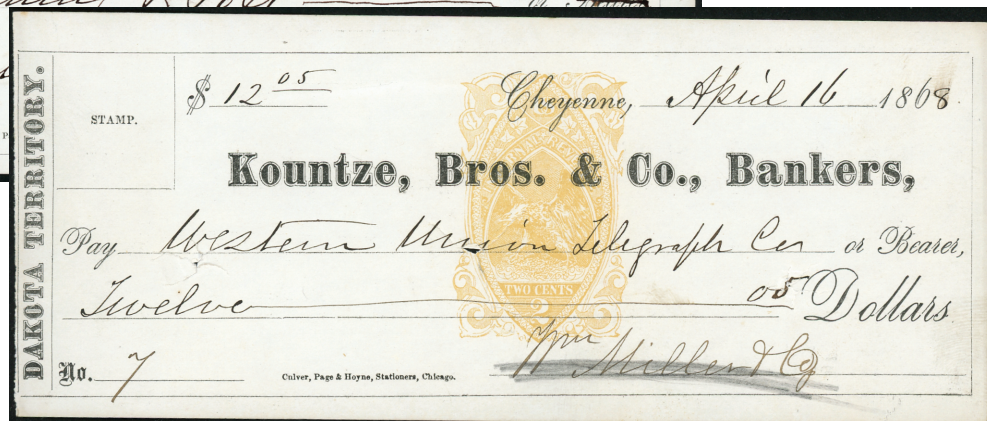 DAKOTA TERRITORY.
STAMP.
$ 12 05
Cheyenne, April 16 1868
Kountze, Bros. & Co., Bankers,
Pay Western Union Telegraph Co or Bearer,
Twelve 05 Dollars
TWO CENTS
2
No. 7
Culver, Page & Hoyne, Stationers, Chicago.
Wm Miller & Co